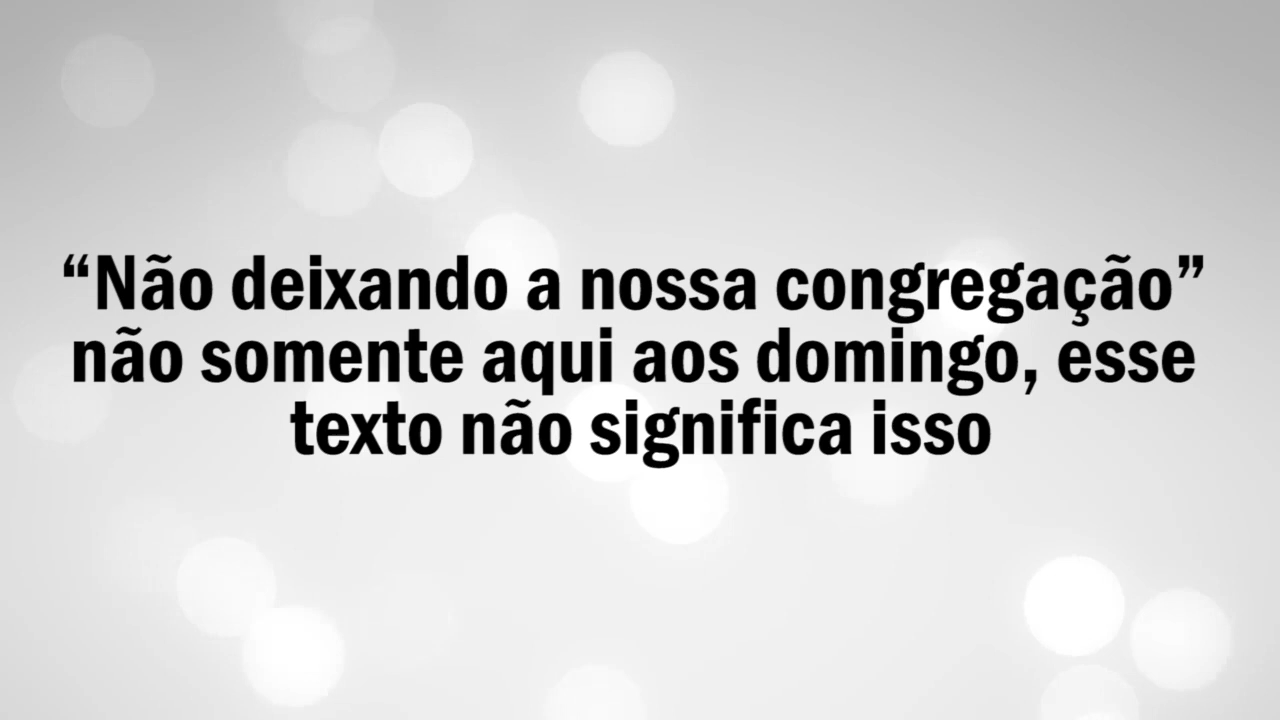 “Não deixando a nossa congregação”
não somente aqui aos domingo, esse
texto não significa isso